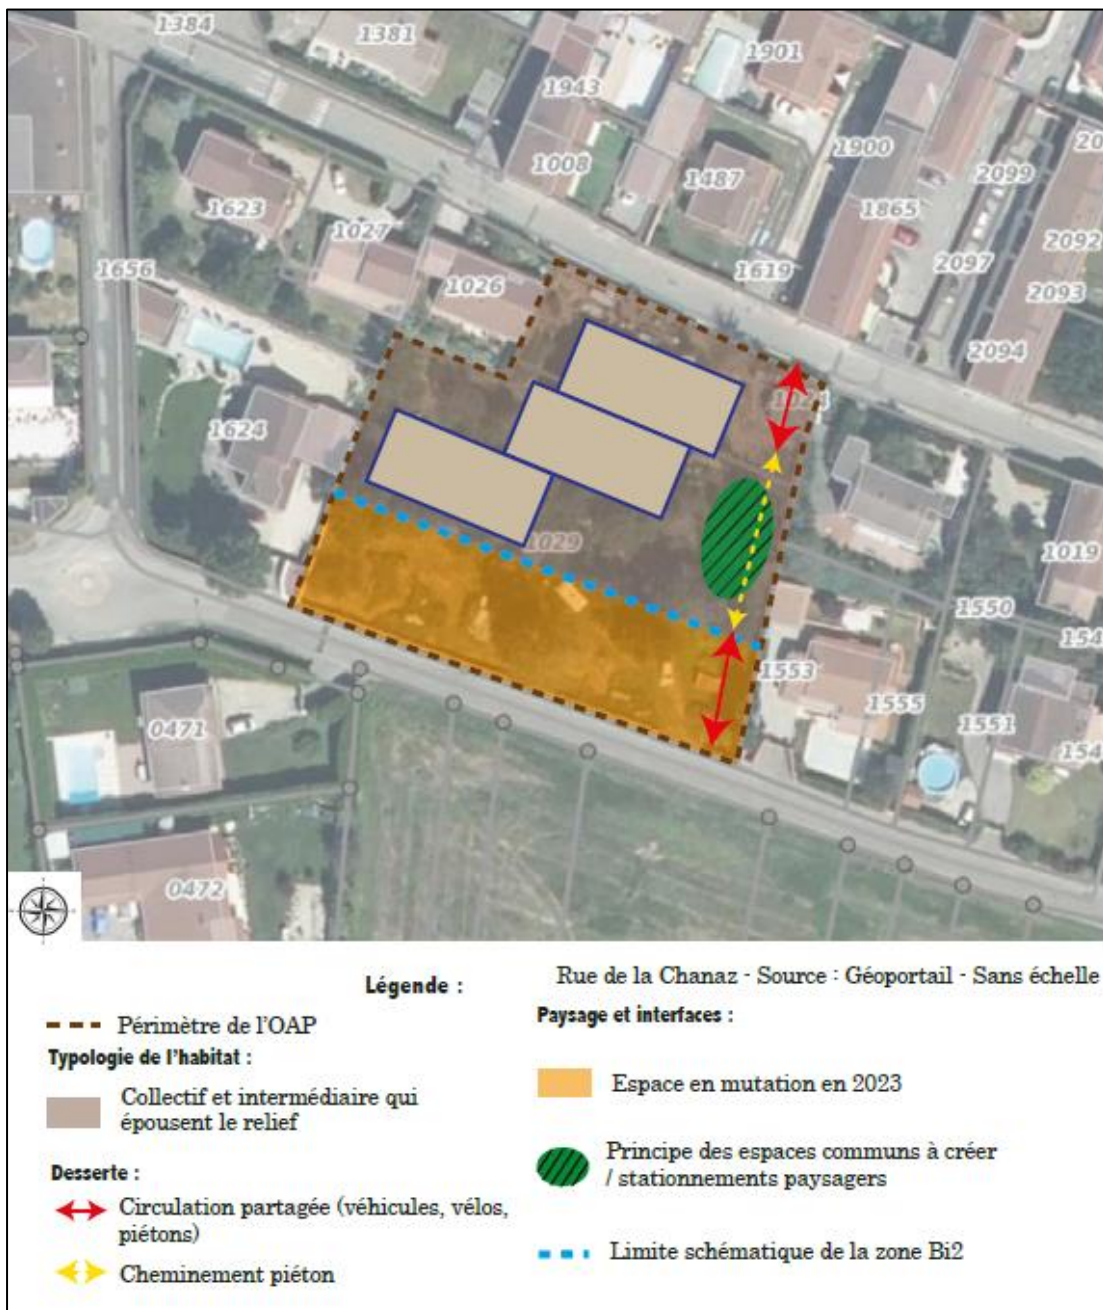 1384
1381
1901
1943
1008
1487
1900
2099
20
1623
1865
1027
2092
1656
1619
2097
1026
2093
2094
1624
1029
1019
1550
154
1553
1555
1551
154
0471
0472
Légende :
Rue de la Chanaz - Source : Géoportail - Sans échelle
Périmètre de l'OAP
Typologie de l'habitat :
Collectif et intermédiaire qui
épousent le relief
Desserte :
Circulation partagée (véhicules, vélos,
piétons)
Cheminement piéton
Paysage et interfaces :
Espace en mutation en 2023
Principe des espaces communs à créer
/ stationnements paysagers
Limite schématique de la zone Bi2